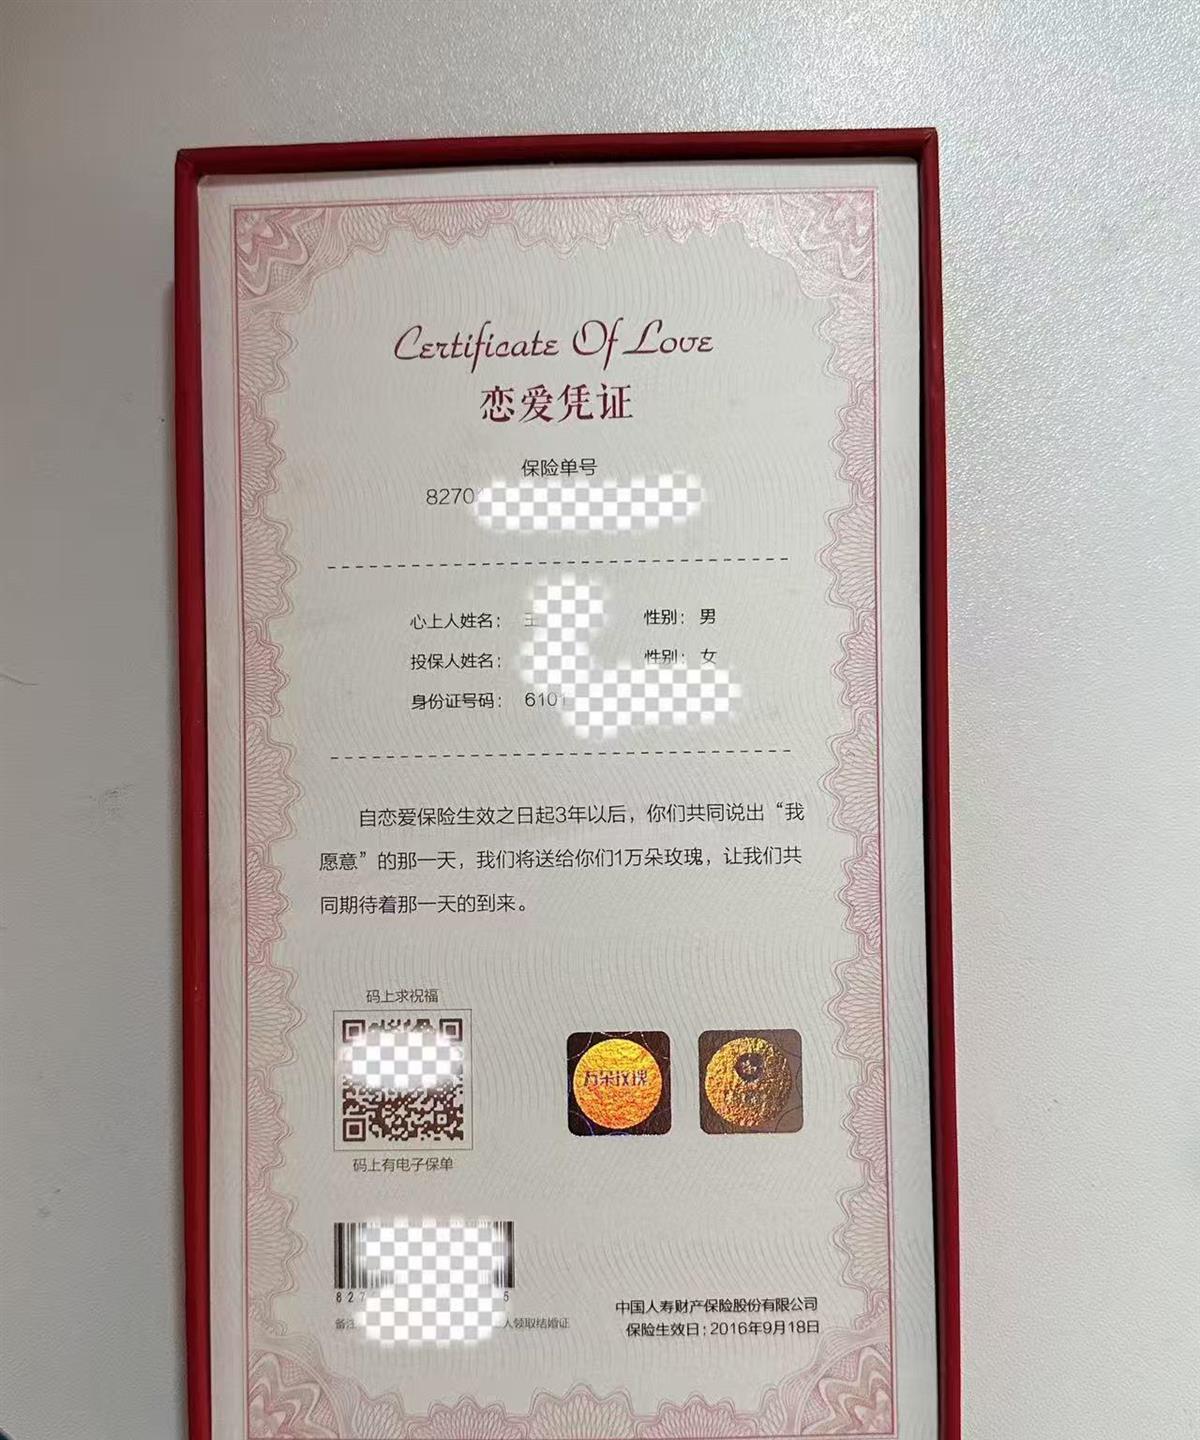 Certificate Of Love
恋爱凭证
保险单号
8270
心上人姓名： 王 性别： 男
投保人姓名： 性别： 女
身份证号码： 6101
自恋爱保险生效之日起3年以后，你们共同说出“我
愿意”的那一天，我们将送给你们1万朵玫瑰，让我们共
同期待着那一天的到来。
码上求祝福
万朵玫瑰
码上有电子保单
827 5
备注 人领取结婚证
中国人寿财产保险股份有限公司
保险生效日：2016年9月18日